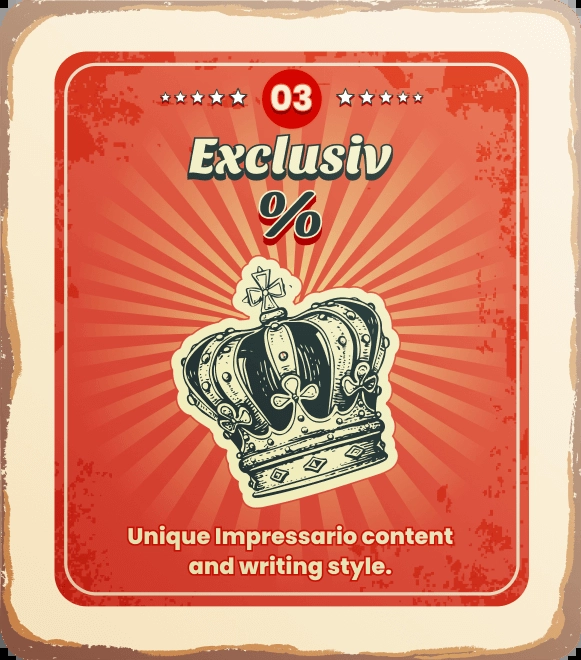 03
Exclusiv
%
Unique Impressario content
and writing style.